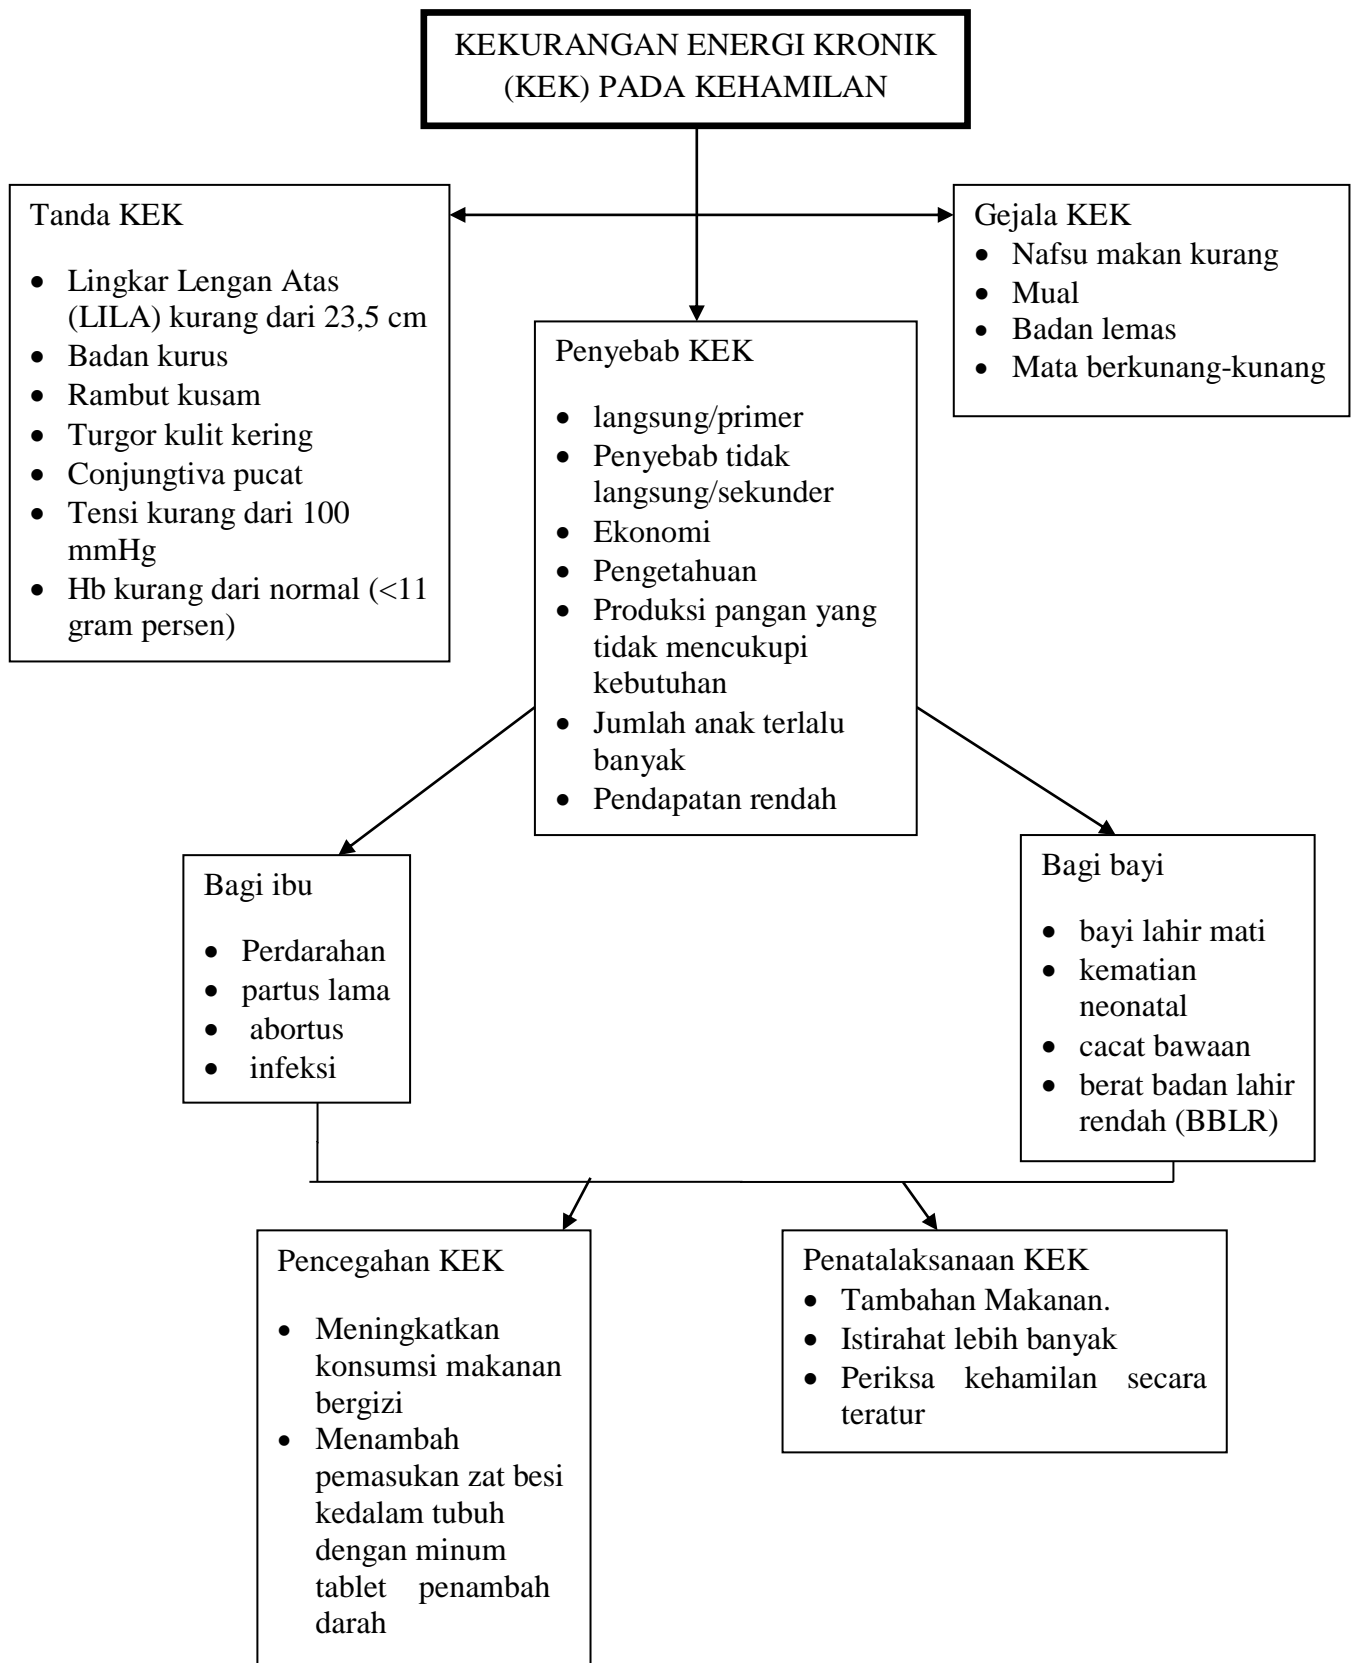 KEKURANGAN ENERGI KRONIK
(KEK) PADA KEHAMILAN
Tanda KEK
• Lingkar Lengan Atas
(LILA) kurang dari 23,5 cm
• Badan kurus
• Rambut kusam
• Turgor kulit kering
• Conjungtiva pucat
• Tensi kurang dari 100
mmHg
• Hb kurang dari normal (<11
gram persen)
Gejala KEK
• Nafsu makan kurang
• Mual
• Badan lemas
• Mata berkunang-kunang
Penyebab KEK
• langsung/primer
• Penyebab tidak
langsung/sekunder
• Ekonomi
• Pengetahuan
• Produksi pangan yang
tidak mencukupi
kebutuhan
• Jumlah anak terlalu
banyak
• Pendapatan rendah
Bagi ibu
• Perdarahan
• partus lama
• abortus
• infeksi
Bagi bayi
• bayi lahir mati
• kematian
neonatal
• cacat bawaan
• berat badan lahir
rendah (BBLR)
Pencegahan KEK
• Meningkatkan
konsumsi makanan
bergizi
• Menambah
pemasukan zat besi
kedalam tubuh
dengan minum
tablet penambah
darah
Penatalaksanaan KEK
• Tambahan Makanan.
• Istirahat lebih banyak
• Periksa kehamilan secara
teratur